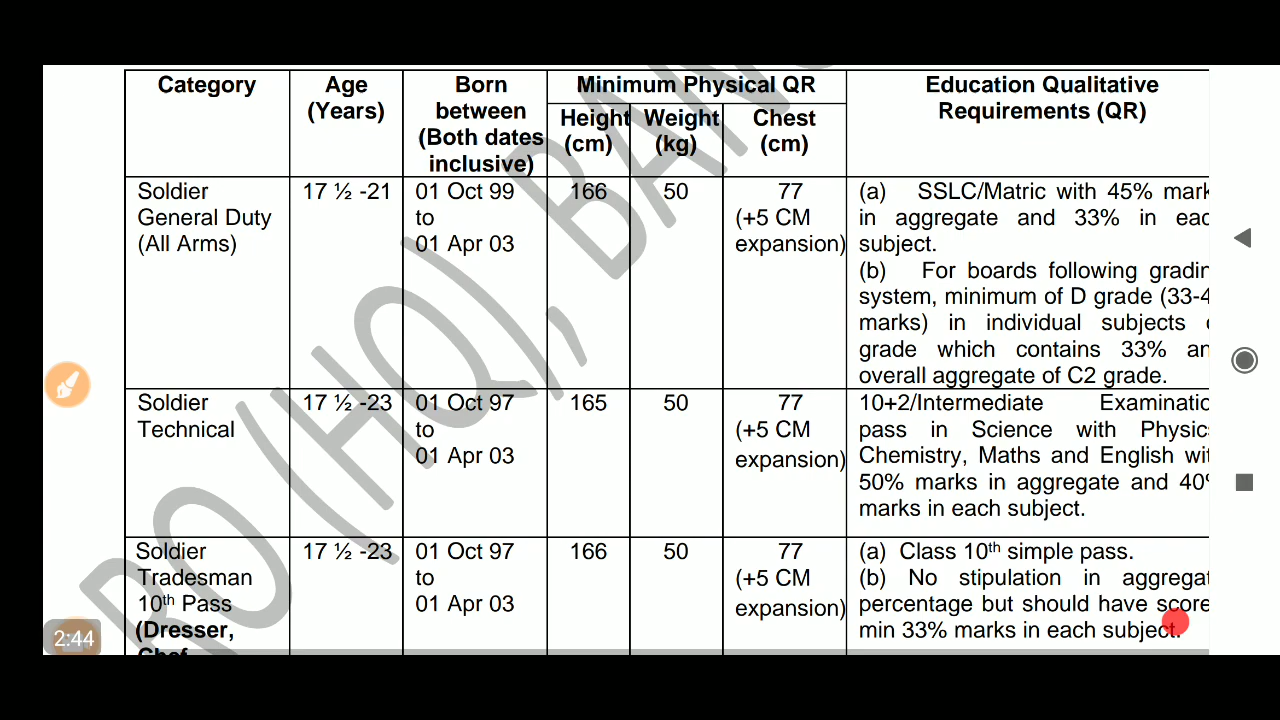 Category
Age
(Years)
Born
between
(Both dates
inclusive)
Minimum Physical QR
Height
(cm)
Weight
(kg)
Chest
(cm)
Education Qualitative
Requirements (QR)
Soldier
General Duty
(All Arms)
17 ½ -21
01 Oct 99
to
01 Apr 03
166
50
77
(+5 CM
expansion)
(a) SSLC/Matric with 45% mark
in aggregate and 33% in eac
subject.
(b) For boards following gradin
system, minimum of D grade (33-4
marks) in individual subjects
grade which contains 33% an
overall aggregate of C2 grade.
Soldier
Technical
17 ½ -23
01 Oct 97
to
01 Apr 03
165
50
77
(+5 CM
expansion)
10+2/Intermediate Examinatio
pass in Science with Physic
Chemistry, Maths and English wit
50% marks in aggregate and 40%
marks in each subject.
Soldier
Tradesman
10th Pass
(Dresser,
Chef
17 ½ -23
01 Oct 97
to
01 Apr 03
166
50
77
(+5 CM
expansion)
(a) Class 10th simple pass.
(b) No stipulation in aggregat
percentage but should have score
min 33% marks in each subject.
RO (HQ), BANG
2:44